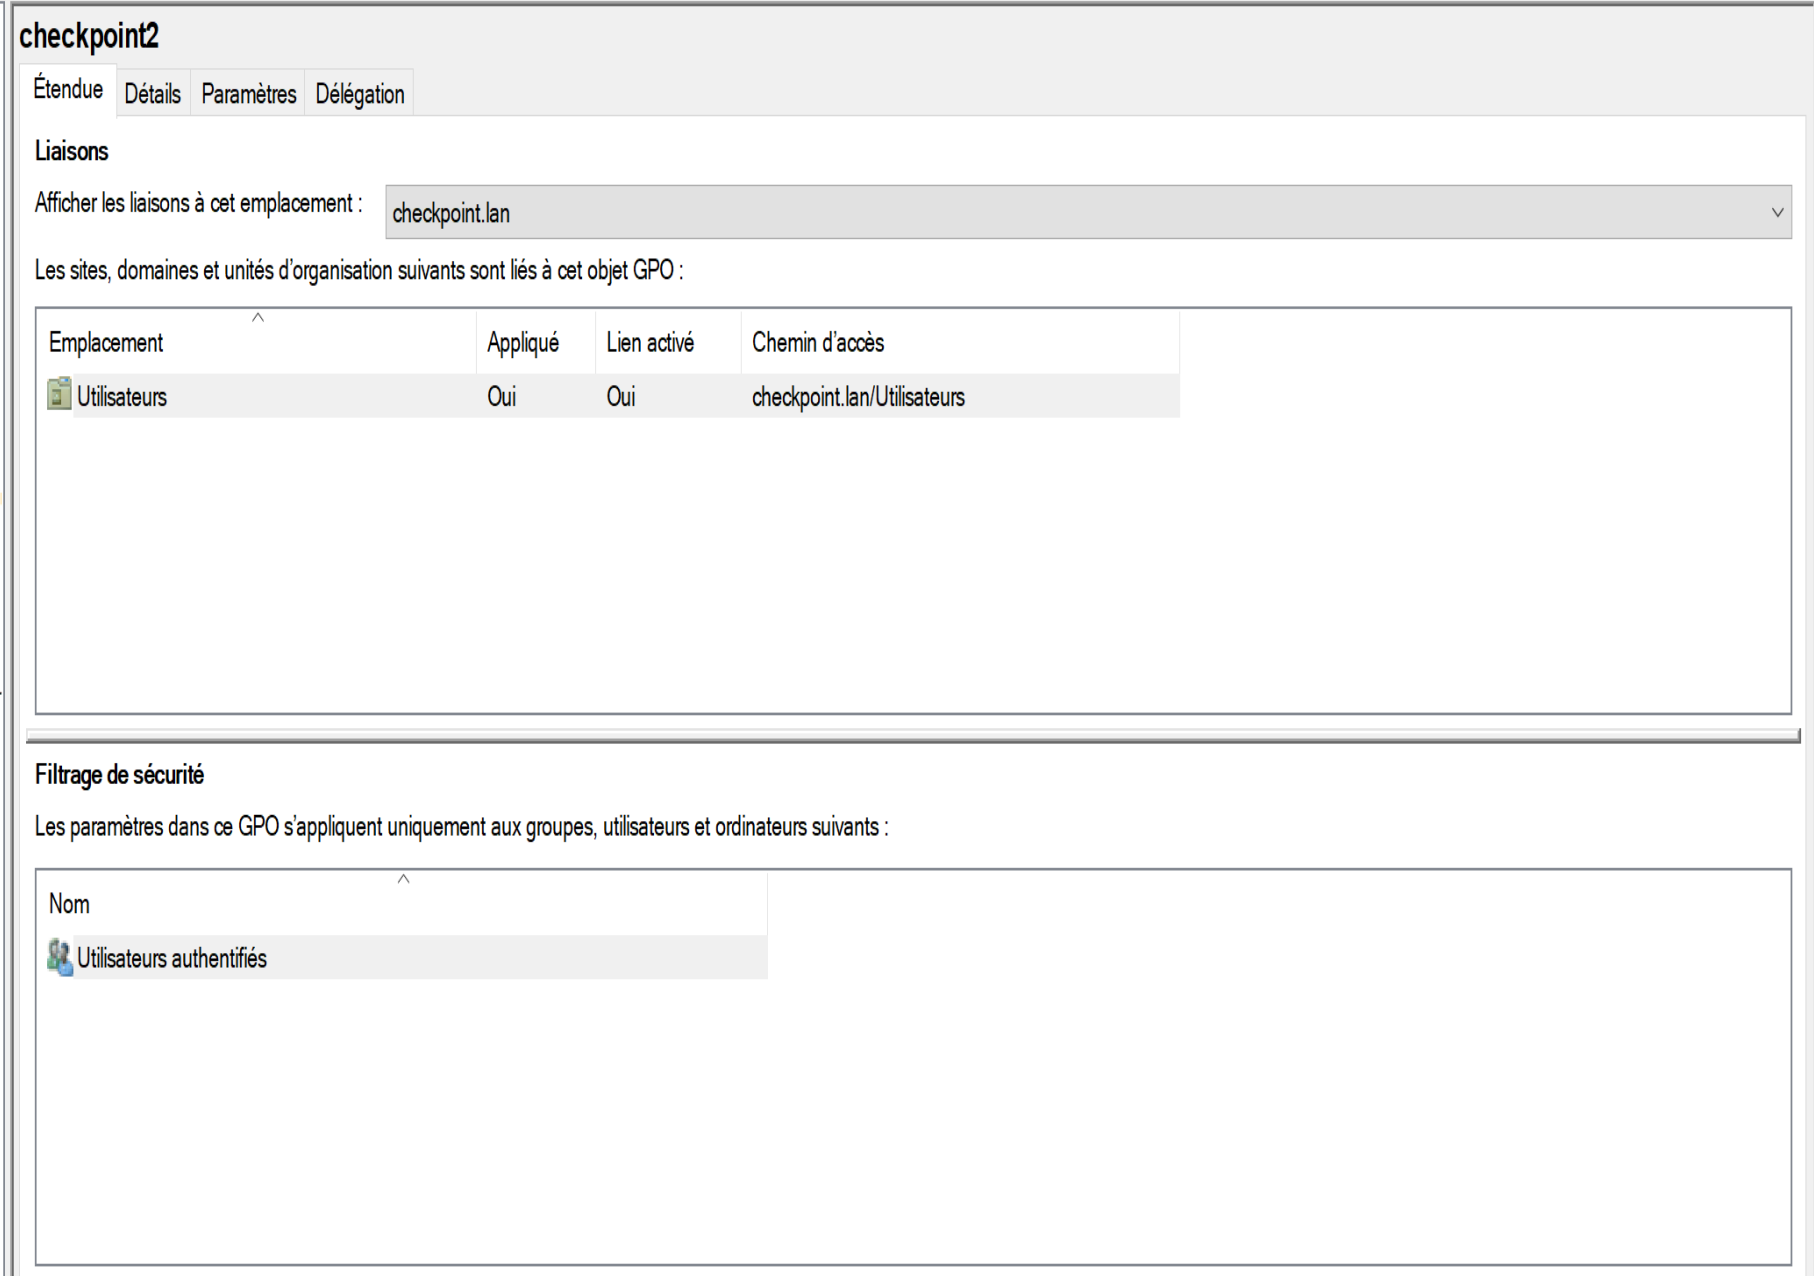 checkpoint2
Étendue Détails Paramètres Délégation
Liaisons
Afficher les liaisons à cet emplacement : checkpoint.lan
Les sites, domaines et unités d'organisation suivants sont liés à cet objet GPO :
Emplacement Appliqué Lien activé Chemin d'accès
Utilisateurs Oui Oui checkpoint.lan/Utilisateurs
Filtrage de sécurité
Les paramètres dans ce GPO s'appliquent uniquement aux groupes, utilisateurs et ordinateurs suivants :
Nom
Utilisateurs authentifiés